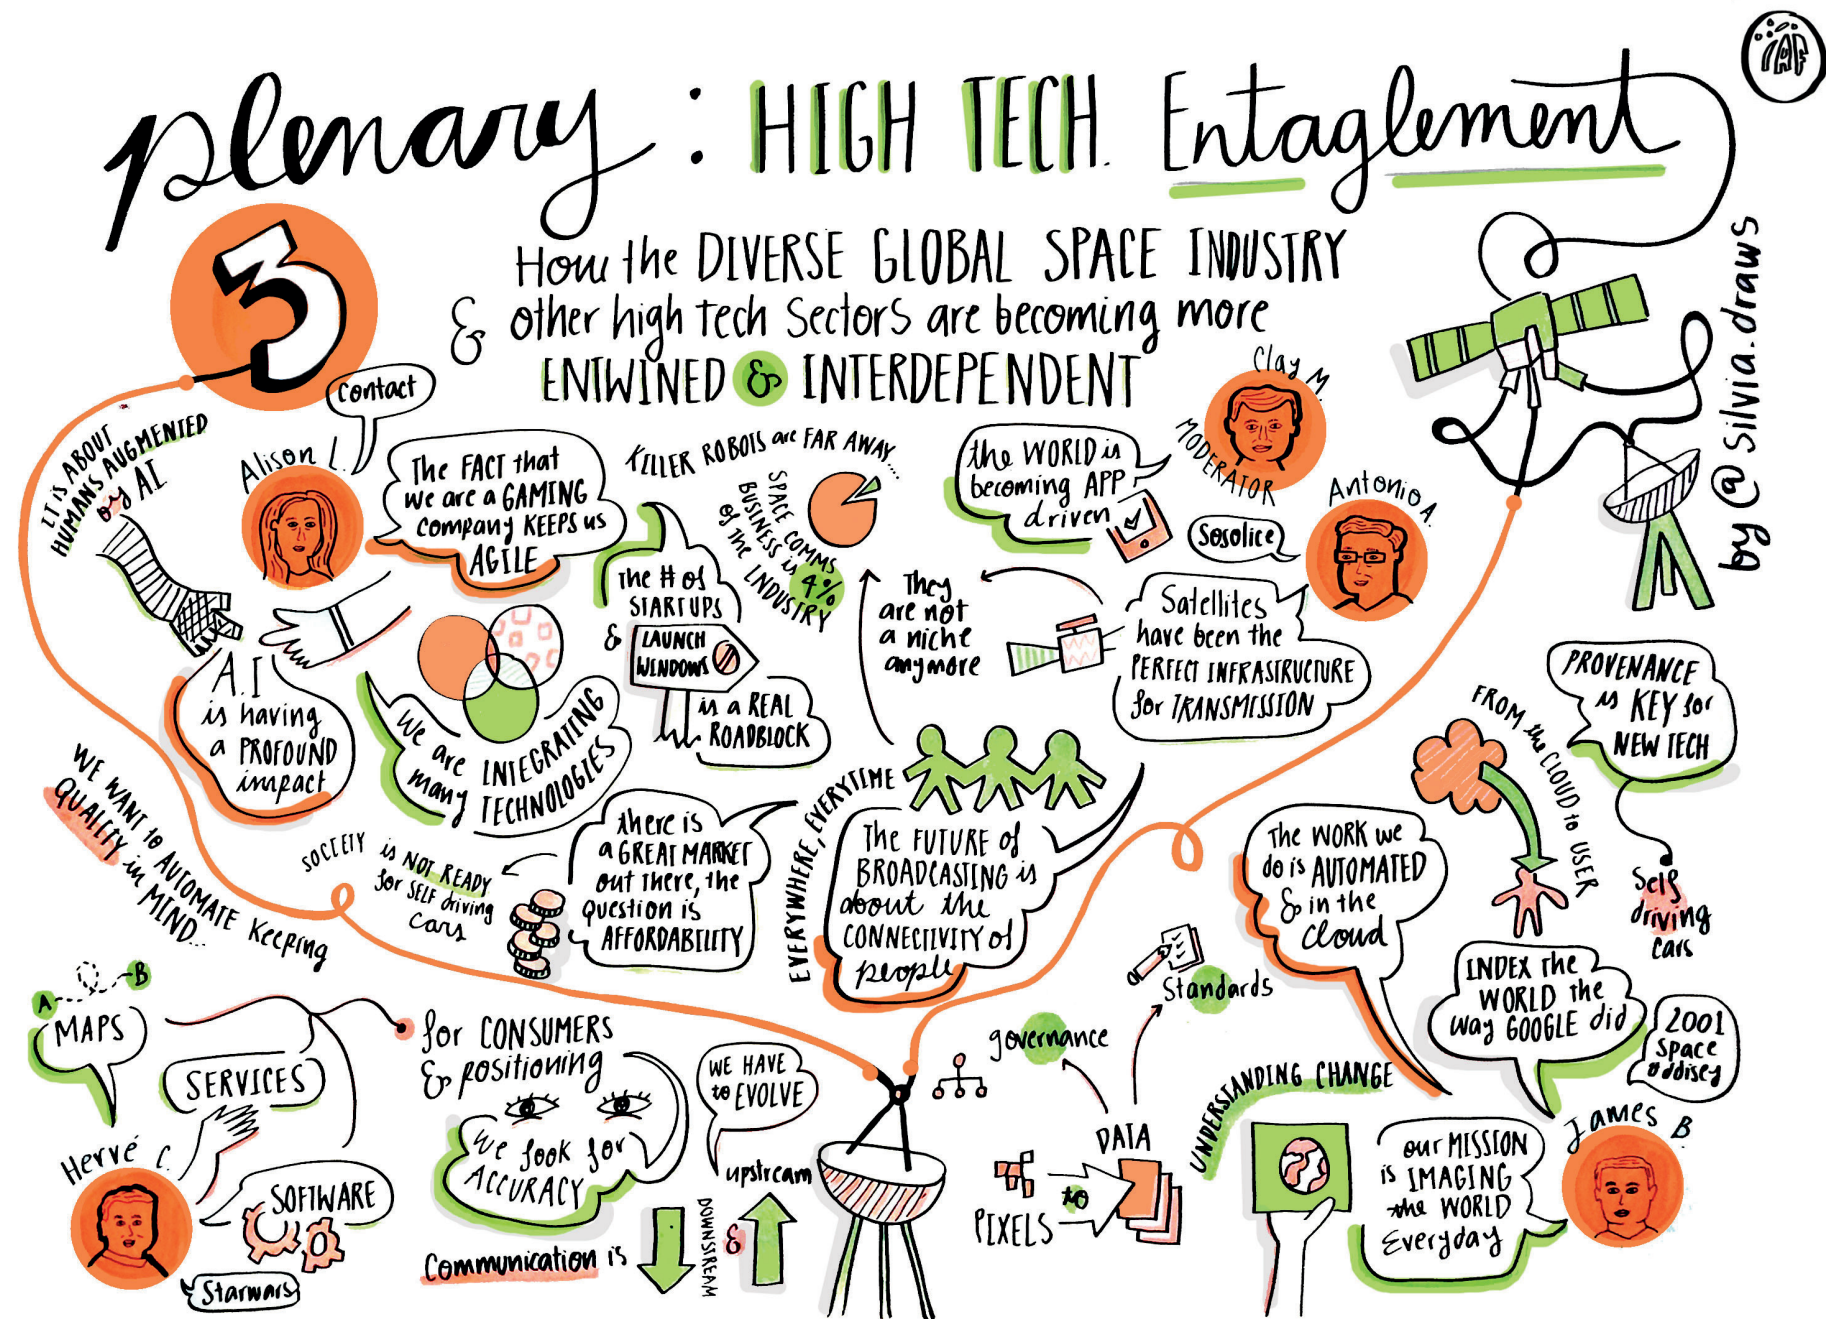 IAF
Plenary : HIGH TECH. Entaglement
3
How the DIVERSE GLOBAL SPACE INDUSTRY
& other high tech Sectors are becoming more
ENTWINED & INTERDEPENDENT
by @silvia.draws
IT IS ABOUT
HUMANS AUGMENTED
by AI
Contact
Alison L.
The FACT that
we are a GAMING
company KEEPS us
AGILE
A.I
is having
a PROFOUND
impact
We are INTEGRATING
many TECHNOLOGIES
KILLER ROBOTS are FAR AWAY...
SPACE COMMS
BUSINESS is 4%
of the INDUSTRY
The # of
STARTUPS
& LAUNCH
WINDOWS
is a REAL
ROADBLOCK
the WORLD is
becoming APP
driven
Clay M.
MODERATOR
Antonio A.
Sosolice
Satellites
have been the
PERFECT INFRASTRUCTURE
for TRANSMISSION
They
are not
a niche
anymore
EVERYWHERE, EVERYTIME
THE FUTURE of
BROADCASTING is
about the
CONNECTIVITY of
people
there is
a GREAT MARKET
out there, the
question is
AFFORDABILITY
SOCIETY is NOT READY
for SELF driving
cars
WE WANT to AUTOMATE Keeping
QUALITY in MIND...
PROVENANCE
is KEY for
NEW TECH
FROM the CLOUD to USER
Self
driving
cars
The WORK we
do is AUTOMATED
& in the
cloud
INDEX the
WORLD the
way GOOGLE did
2001
Space
oddisey
James B.
our MISSION
is IMAGING
the WORLD
Everyday
UNDERSTANDING CHANGE
Standards
governance
DATA
PIXELS to
A
B
MAPS
SERVICES
Hervé C.
SOFTWARE
Starwars
for CONSUMERS
& positioning
We look for
ACCURACY
WE HAVE
to EVOLVE
Communication is
DOWNSTREAM
&
upstream